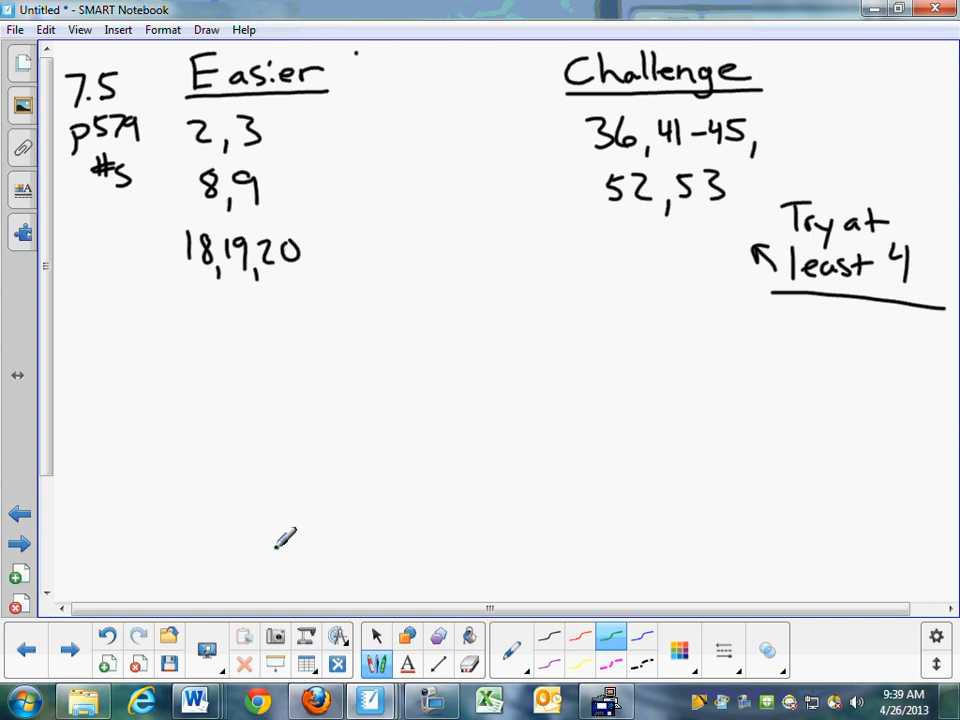 Untitled * - SMART Notebook
File Edit View Insert Format Draw Help
7.5
p579
#s
Easier
2, 3
8, 9
18, 19, 20
Challenge
36, 41-45,
52, 53
Try at
least 4
9:39 AM
4/26/2013